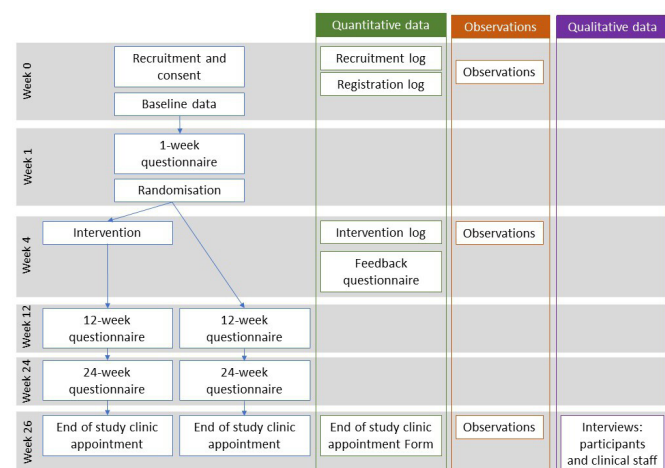 Quantitative data
Observations
Qualitative data
Week 0
Recruitment and
consent
Baseline data
Recruitment log
Registration log
Observations
Week 1
1-week
questionnaire
Randomisation
Week 4
Intervention
Intervention log
Feedback
questionnaire
Observations
Week 12
12-week
questionnaire
12-week
questionnaire
Week 24
24-week
questionnaire
24-week
questionnaire
Week 26
End of study clinic
appointment
End of study clinic
appointment
End of study clinic
appointment Form
Observations
Interviews:
participants
and clinical staff